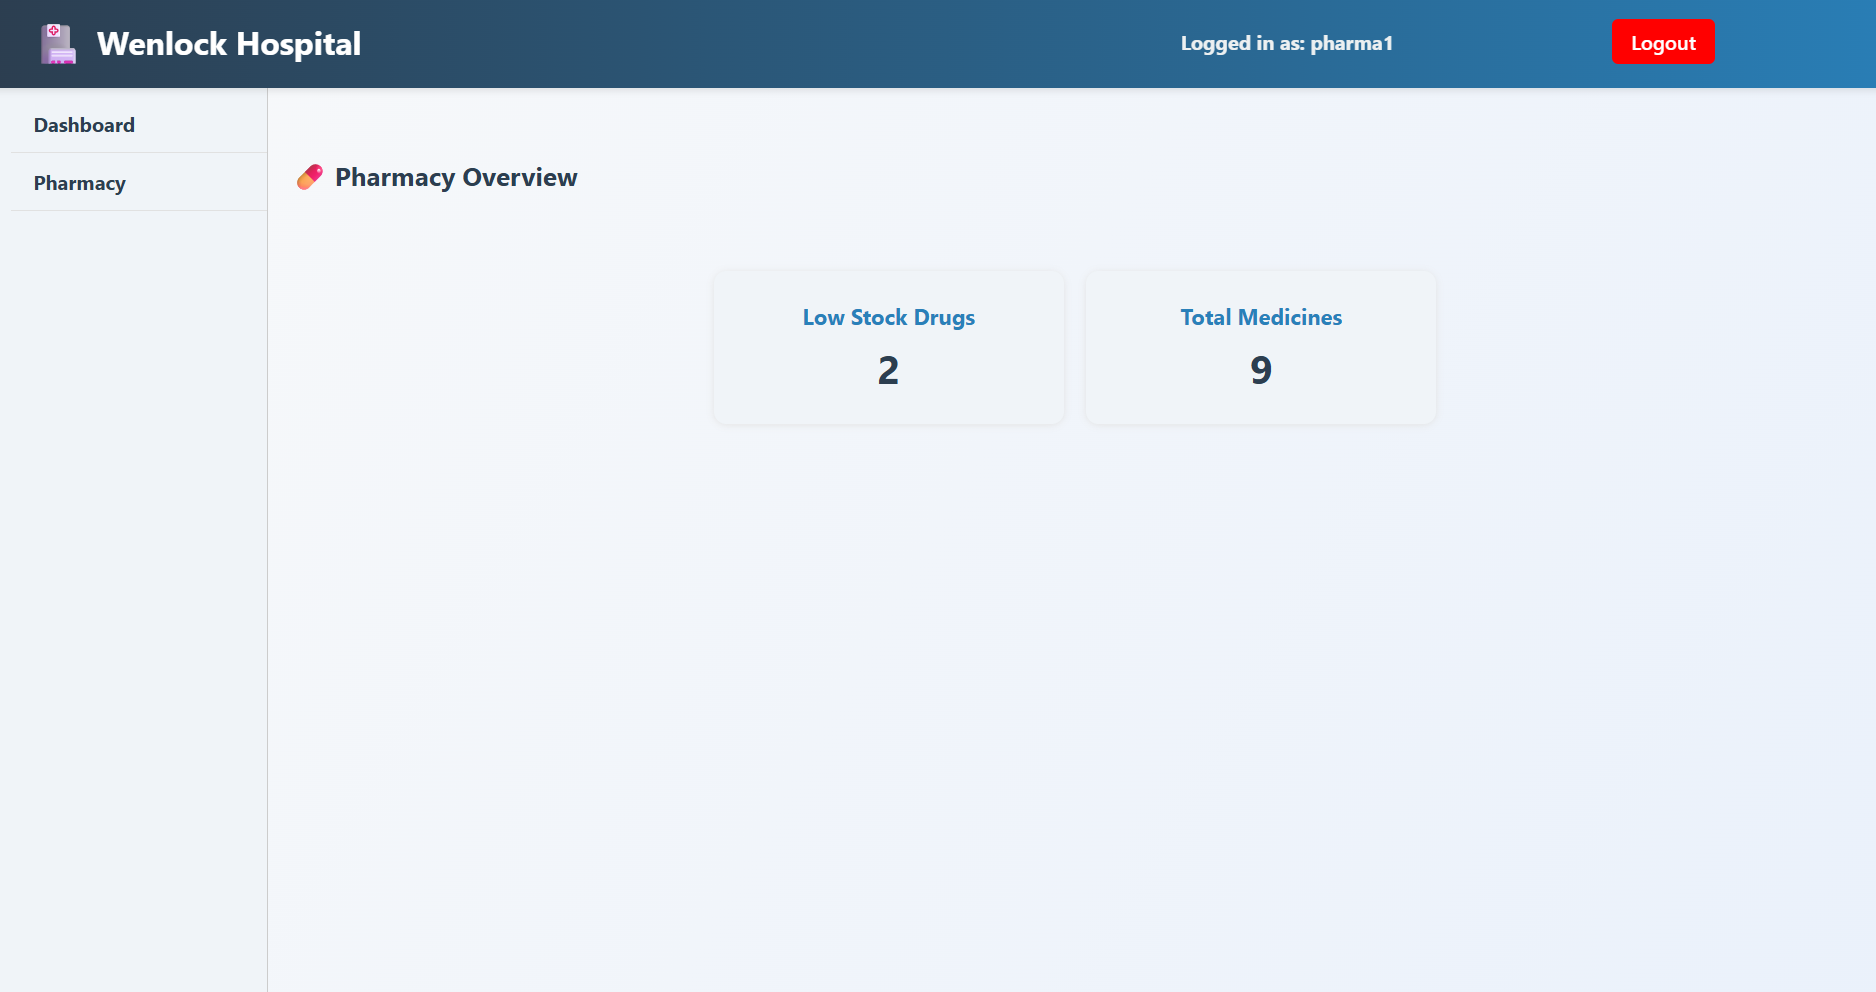 Wenlock Hospital
Logged in as: pharma1
Logout
Dashboard
Pharmacy
Pharmacy Overview
Low Stock Drugs
2
Total Medicines
9